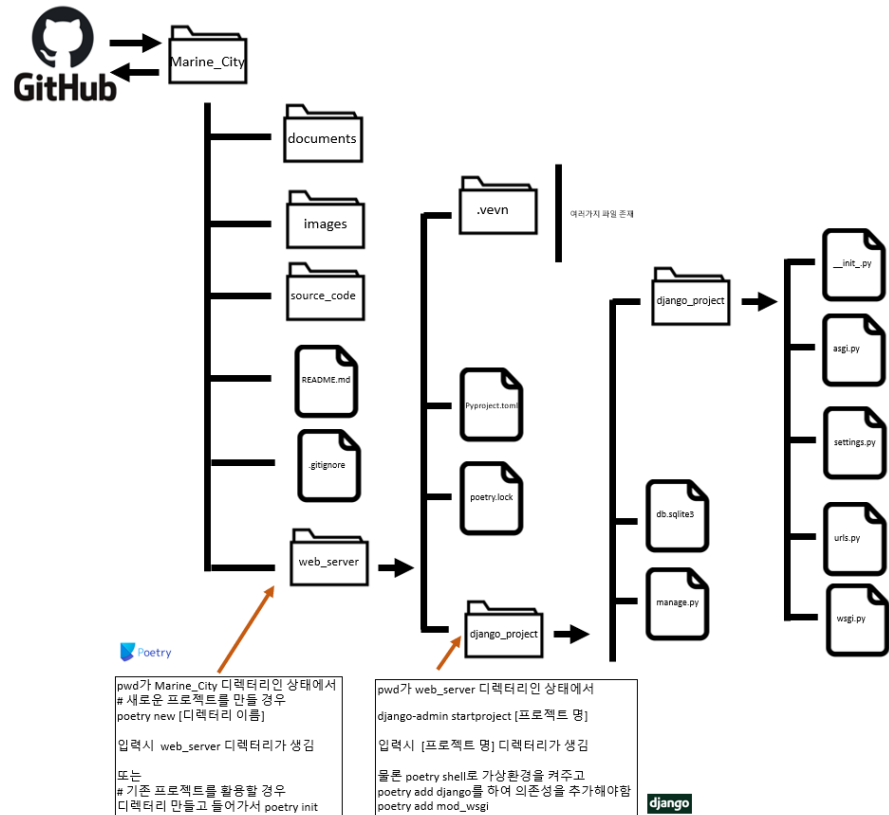 GitHub
Marine_City
documents
images
source_code
README.md
.gitignore
web_server
.vevn
여러가지 파일 존재
Pyproject.toml
poetry.lock
django_project
django_project
db.sqlite3
manage.py
__init_.py
asgi.py
settings.py
urls.py
wsgi.py
Poetry
pwd가 Marine_City 디렉터리인 상태에서
# 새로운 프로젝트를 만들 경우
poetry new [디렉터리 이름]
입력시 web_server 디렉터리가 생김
또는
# 기존 프로젝트를 활용할 경우
디렉터리 만들고 들어가서 poetry init
pwd가 web_server 디렉터리인 상태에서
django-admin startproject [프로젝트 명]
입력시 [프로젝트 명] 디렉터리가 생김
물론 poetry shell로 가상환경을 켜주고
poetry add django를 하여 의존성을 추가해야함
poetry add mod_wsgi
django